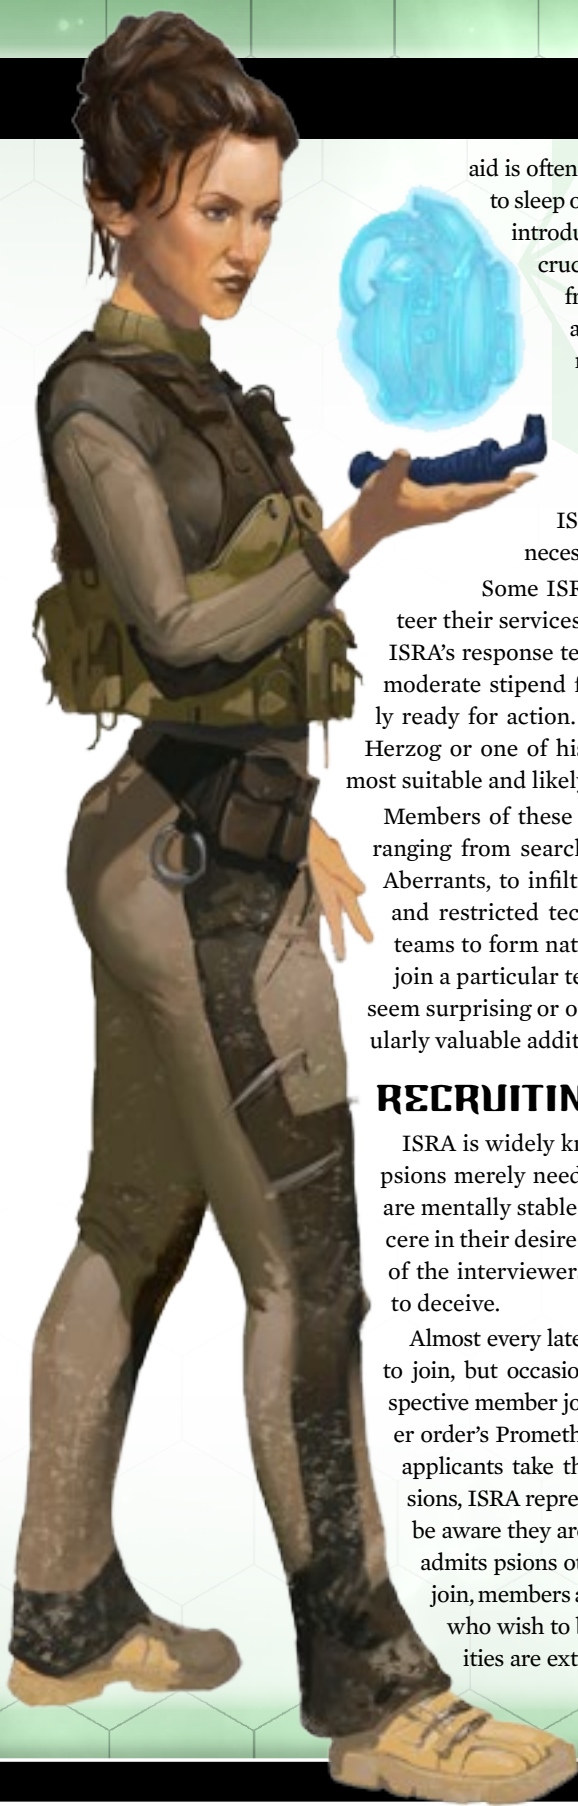 aid is often
to sleep
introdu
cruc
fr
a
IS
neces
Some ISR
teer their services
ISRA’s response te
moderate stipend f
ly ready for action.
Herzog or one of his
most suitable and likely
Members of these
ranging from search
Aberrants, to infilt
and restricted tec
teams to form nat
join a particular te
seem surprising or o
ularly valuable addit
RECRUITIN
ISRA is widely kn
psions merely need
are mentally stable
cere in their desire
of the interviewer
to deceive.
Almost every late
to join, but occasio
spective member jo
er order’s Prometh
applicants take th
sions, ISRA repre
be aware they are
admits psions ot
join, members a
who wish to b
ities are ext